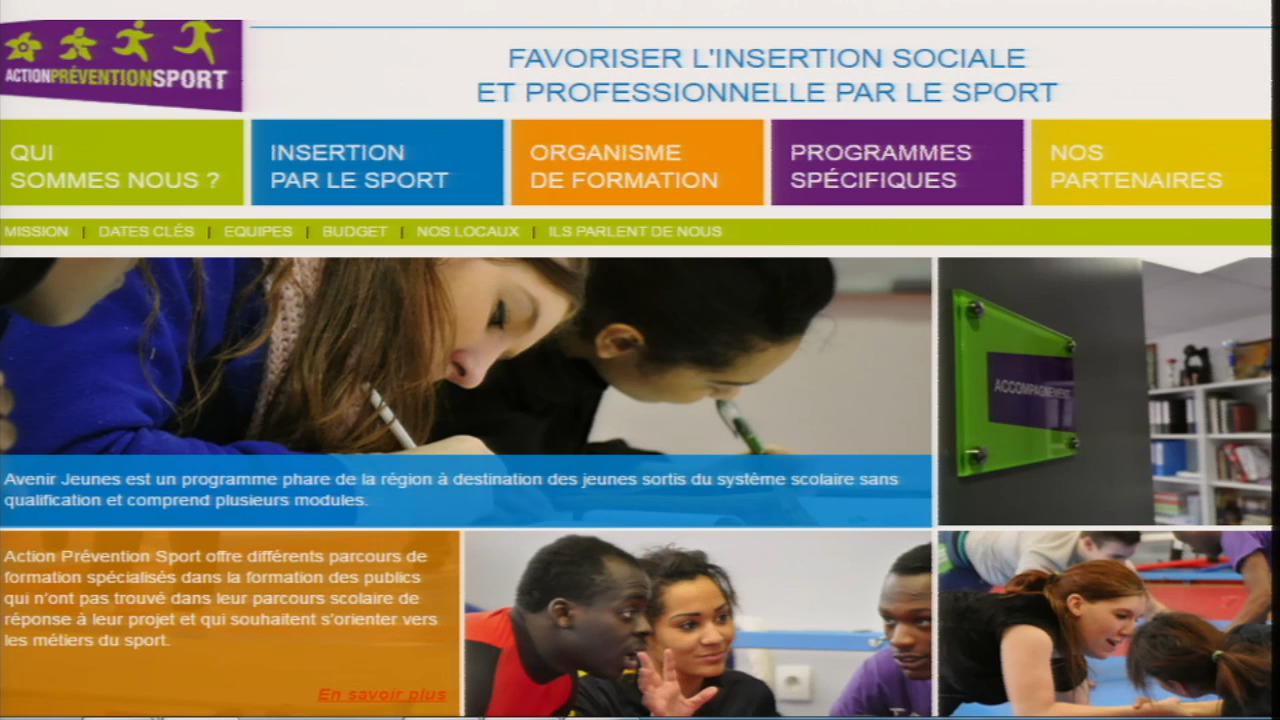 ACTIONPRÉVENTIONSPORT
FAVORISER L'INSERTION SOCIALE
ET PROFESSIONNELLE PAR LE SPORT
QUI
SOMMES NOUS ?
INSERTION
PAR LE SPORT
ORGANISME
DE FORMATION
PROGRAMMES
SPÉCIFIQUES
NOS
PARTENAIRES
MISSION | DATES CLÉS | EQUIPES | BUDGET | NOS LOCAUX | ILS PARLENT DE NOUS
ACCOMPAGNEMENT
Avenir Jeunes est un programme phare de la région à destination des jeunes sortis du système scolaire sans
qualification et comprend plusieurs modules.
Action Prévention Sport offre différents parcours de
formation spécialisés dans la formation des publics
qui n'ont pas trouvé dans leur parcours scolaire de
réponse à leur projet et qui souhaitent s'orienter vers
les métiers du sport.
En savoir plus